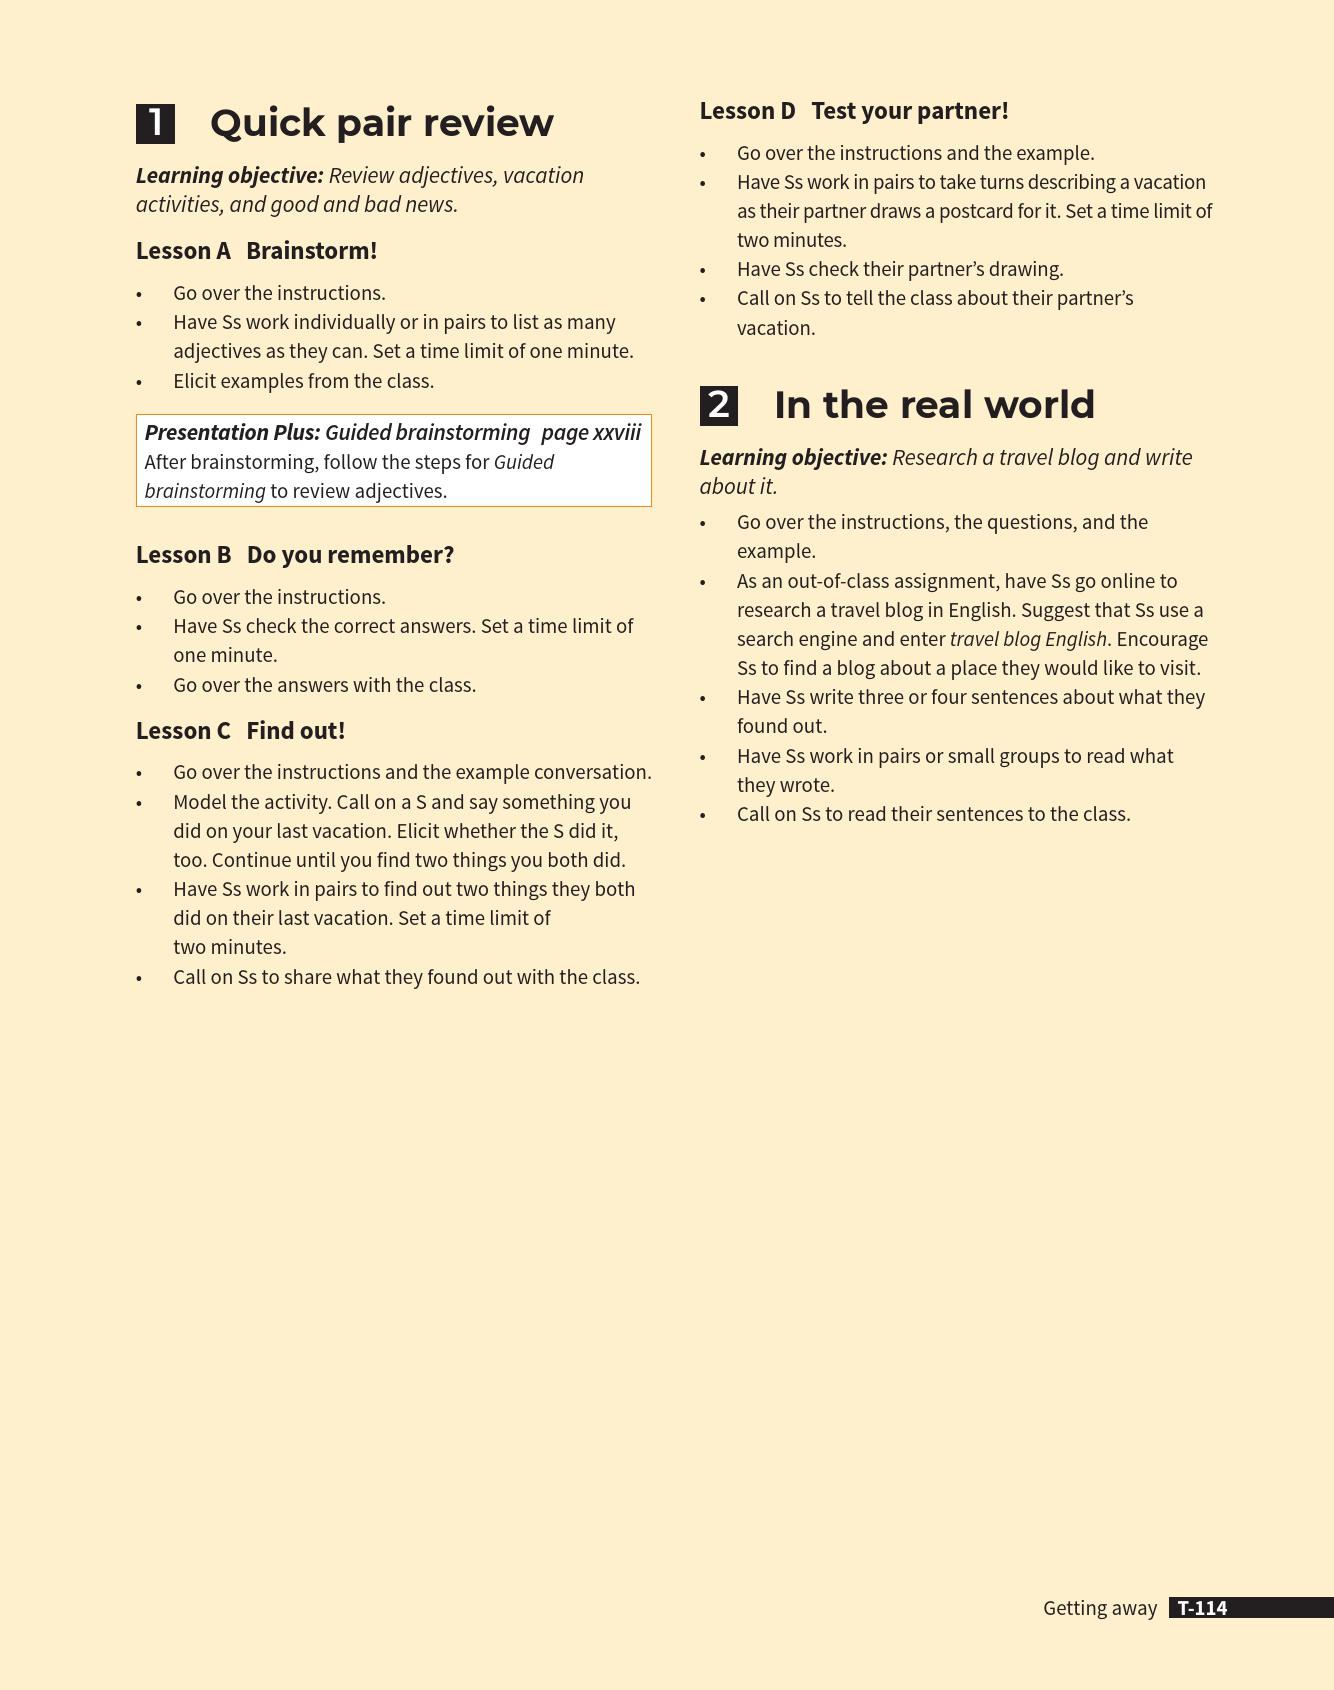 1 Quick pair review
Learning objective: Review adjectives, vacation
activities, and good and bad news.
Lesson A Brainstorm!
• Go over the instructions.
• Have Ss work individually or in pairs to list as many
adjectives as they can. Set a time limit of one minute.
• Elicit examples from the class.
Presentation Plus: Guided brainstorming page xxviii
After brainstorming, follow the steps for Guided
brainstorming to review adjectives.
Lesson B Do you remember?
• Go over the instructions.
• Have Ss check the correct answers. Set a time limit of
one minute.
• Go over the answers with the class.
Lesson C Find out!
• Go over the instructions and the example conversation.
• Model the activity. Call on a S and say something you
did on your last vacation. Elicit whether the S did it,
too. Continue until you find two things you both did.
• Have Ss work in pairs to find out two things they both
did on their last vacation. Set a time limit of
two minutes.
• Call on Ss to share what they found out with the class.
Lesson D Test your partner!
• Go over the instructions and the example.
• Have Ss work in pairs to take turns describing a vacation
as their partner draws a postcard for it. Set a time limit of
two minutes.
• Have Ss check their partner’s drawing.
• Call on Ss to tell the class about their partner’s
vacation.
2 In the real world
Learning objective: Research a travel blog and write
about it.
• Go over the instructions, the questions, and the
example.
• As an out-of-class assignment, have Ss go online to
research a travel blog in English. Suggest that Ss use a
search engine and enter travel blog English. Encourage
Ss to find a blog about a place they would like to visit.
• Have Ss write three or four sentences about what they
found out.
• Have Ss work in pairs or small groups to read what
they wrote.
• Call on Ss to read their sentences to the class.
Getting away T-114